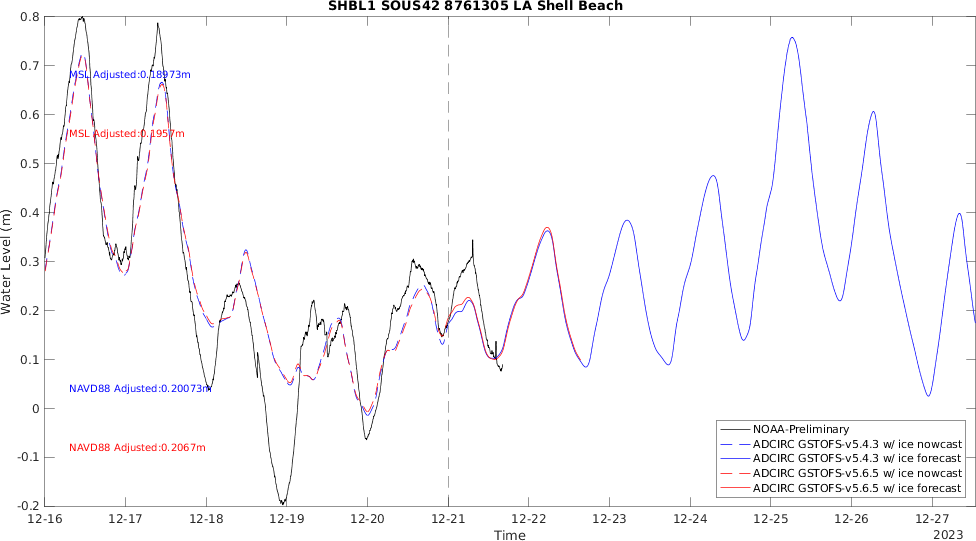 SHBL1 SOUS42 8761305 LA Shell Beach
0.8
0.7
0.6
0.5
0.4
0.3
0.2
0.1
0
-0.1
-0.2
Water Level (m)
MSL Adjusted:0.18973m
MSL Adjusted:0.1957m
NAVD88 Adjusted:0.20073m
NAVD88 Adjusted:0.2067m
NOAA-Preliminary
ADCIRC GSTOFS-v5.4.3 w/ ice nowcast
ADCIRC GSTOFS-v5.4.3 w/ ice forecast
ADCIRC GSTOFS-v5.6.5 w/ ice nowcast
ADCIRC GSTOFS-v5.6.5 w/ ice forecast
12-16 12-17 12-18 12-19 12-20 12-21 12-22 12-23 12-24 12-25 12-26 12-27
Time
2023